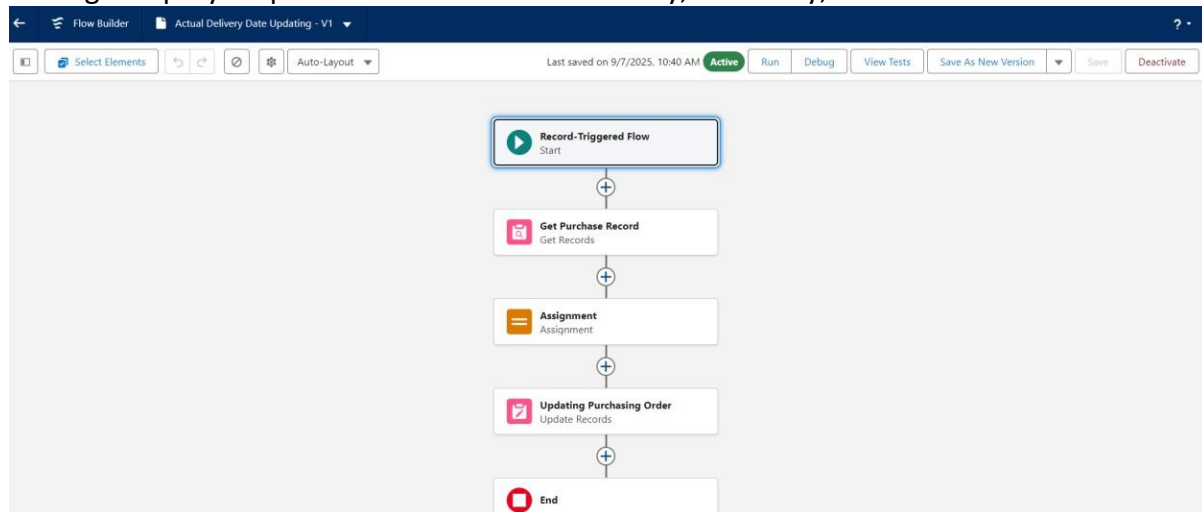 Flow Builder Actual Delivery Date Updating - V1 ?
Select Elements Auto-Layout Last saved on 9/7/2025, 10:40 AM Active Run Debug View Tests Save As New Version Save Deactivate
Record-Triggered Flow
Start
Get Purchase Record
Get Records
Assignment
Assignment
Updating Purchasing Order
Update Records
End